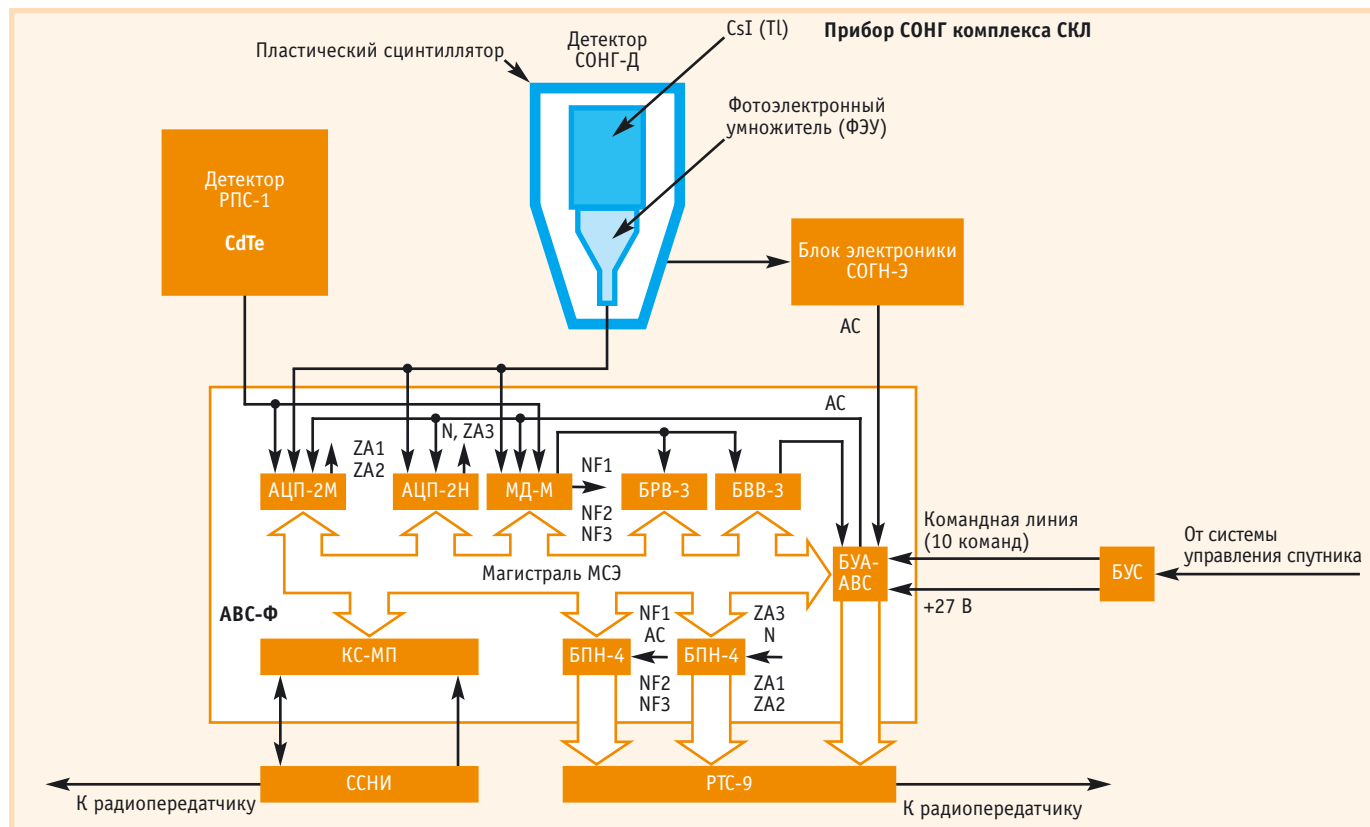 CsI (Tl)
Прибор СОНГ комплекса СКЛ
Пластический сцинтиллятор
Детектор
СОНГ-Д
Фотоэлектронный
умножитель (ФЭУ)
Детектор
РПС-1
CdTe
Блок электроники
СОГН-Э
АС
АС
ZA1
ZA2
N, ZA3
NF1
NF2
NF3
АЦП-2М
АЦП-2Н
МД-М
БРВ-3
БВВ-3
Магистраль МСЭ
БУА-
АВС
Командная линия
(10 команд)
+27 В
БУС
От системы
управления спутника
АВС-Ф
КС-МП
БПН-4
NF1
АС
NF2
NF3
БПН-4
ZA3
N
ZA1
ZA2
ССНИ
РТС-9
К радиопередатчику
К радиопередатчику